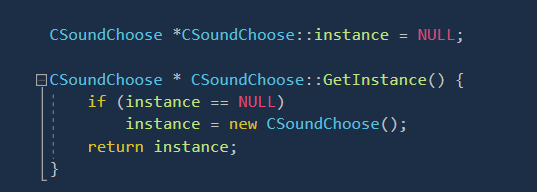 CSoundChoose *CSoundChoose::instance = NULL;
CSoundChoose * CSoundChoose::GetInstance() {
if (instance == NULL)
instance = new CSoundChoose();
return instance;
}